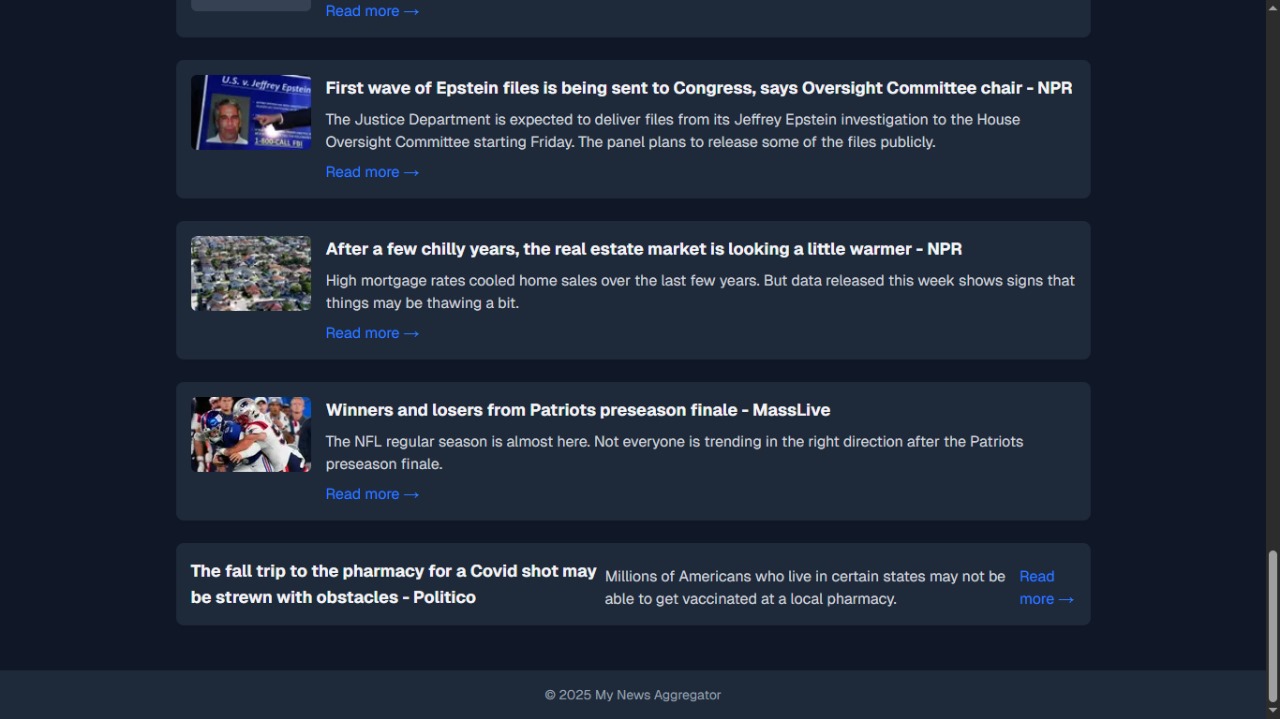 Read more →
U.S. v. Jeffrey Epstein
1-800-CALL FBI
First wave of Epstein files is being sent to Congress, says Oversight Committee chair - NPR
The Justice Department is expected to deliver files from its Jeffrey Epstein investigation to the House
Oversight Committee starting Friday. The panel plans to release some of the files publicly.
Read more →
After a few chilly years, the real estate market is looking a little warmer - NPR
High mortgage rates cooled home sales over the last few years. But data released this week shows signs that
things may be thawing a bit.
Read more →
Winners and losers from Patriots preseason finale - MassLive
The NFL regular season is almost here. Not everyone is trending in the right direction after the Patriots
preseason finale.
Read more →
The fall trip to the pharmacy for a Covid shot may
be strewn with obstacles - Politico
Millions of Americans who live in certain states may not be
able to get vaccinated at a local pharmacy.
Read
more →
© 2025 My News Aggregator